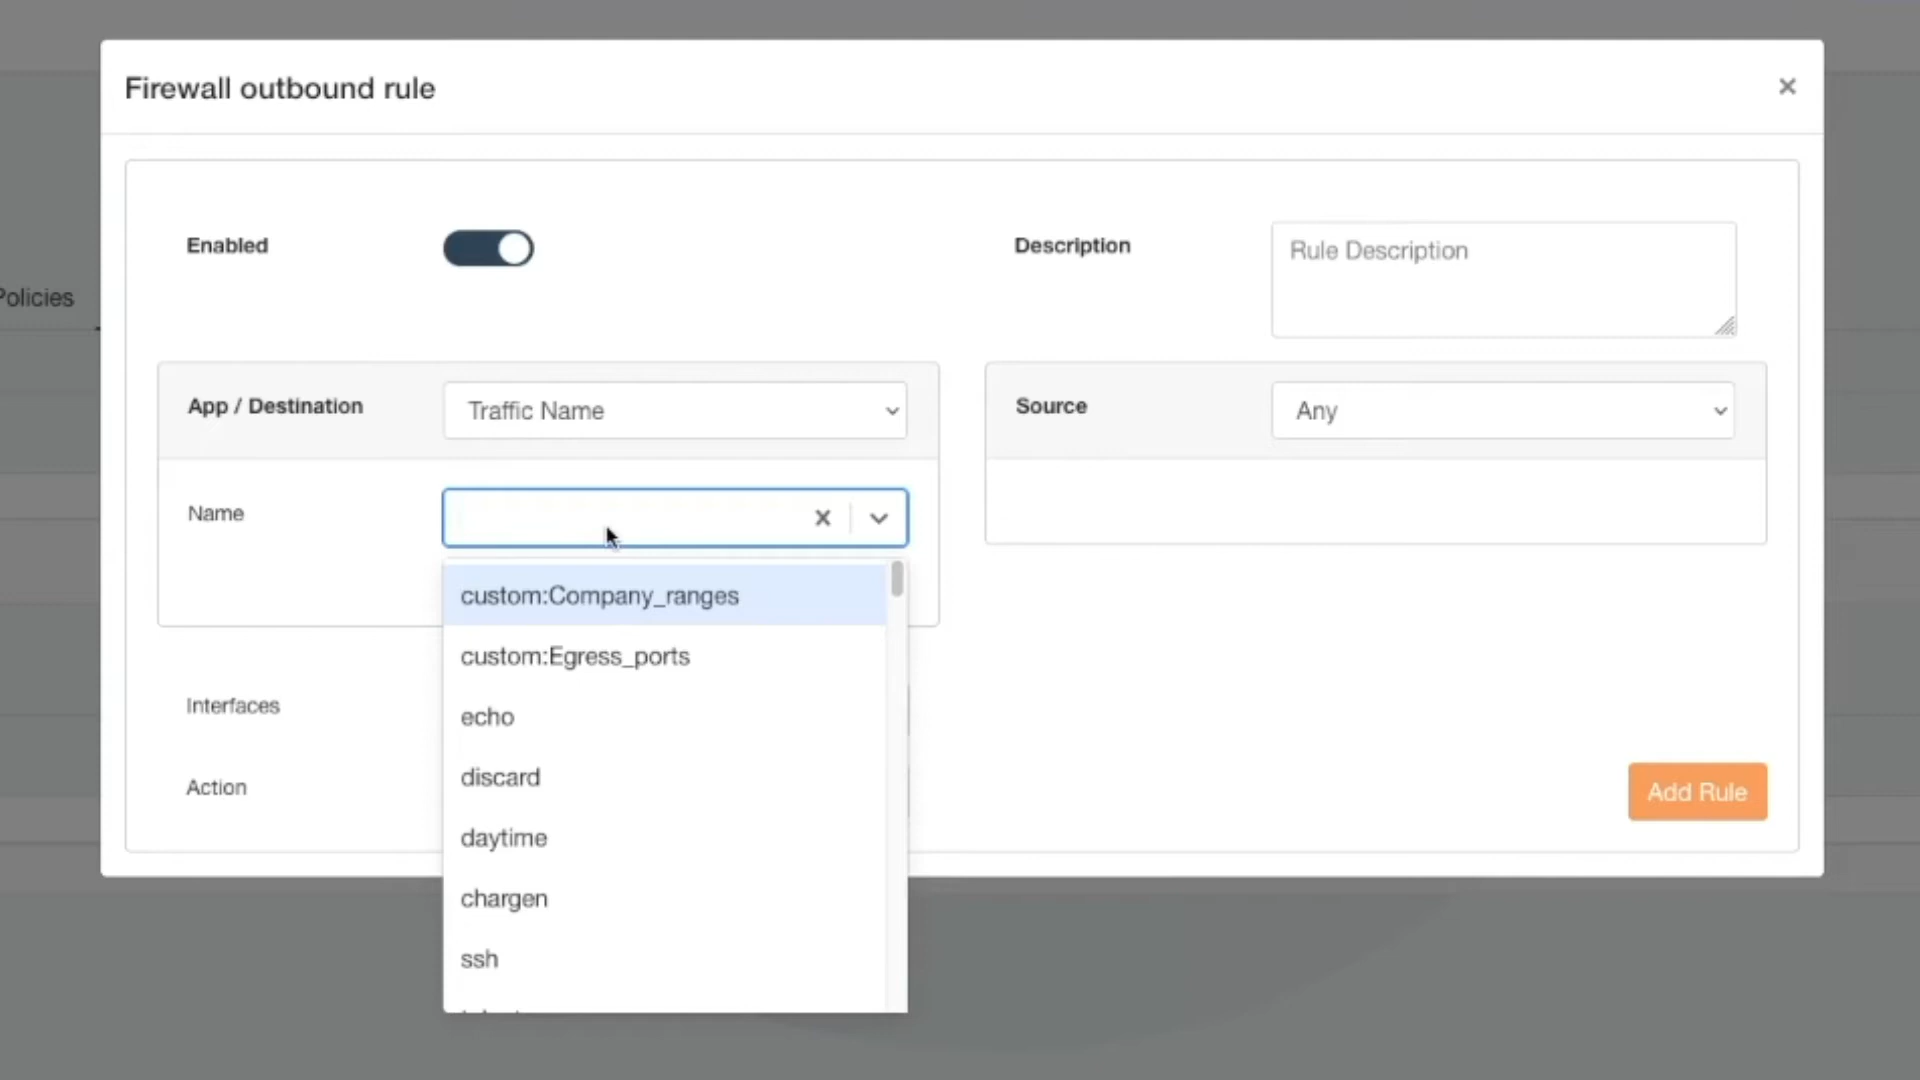 Firewall outbound rule
×
Enabled
Description
Rule Description
Policies
App / Destination
Traffic Name
Source
Any
Name
custom:Company_ranges
custom:Egress_ports
echo
Interfaces
discard
Action
Add Rule
daytime
chargen
ssh